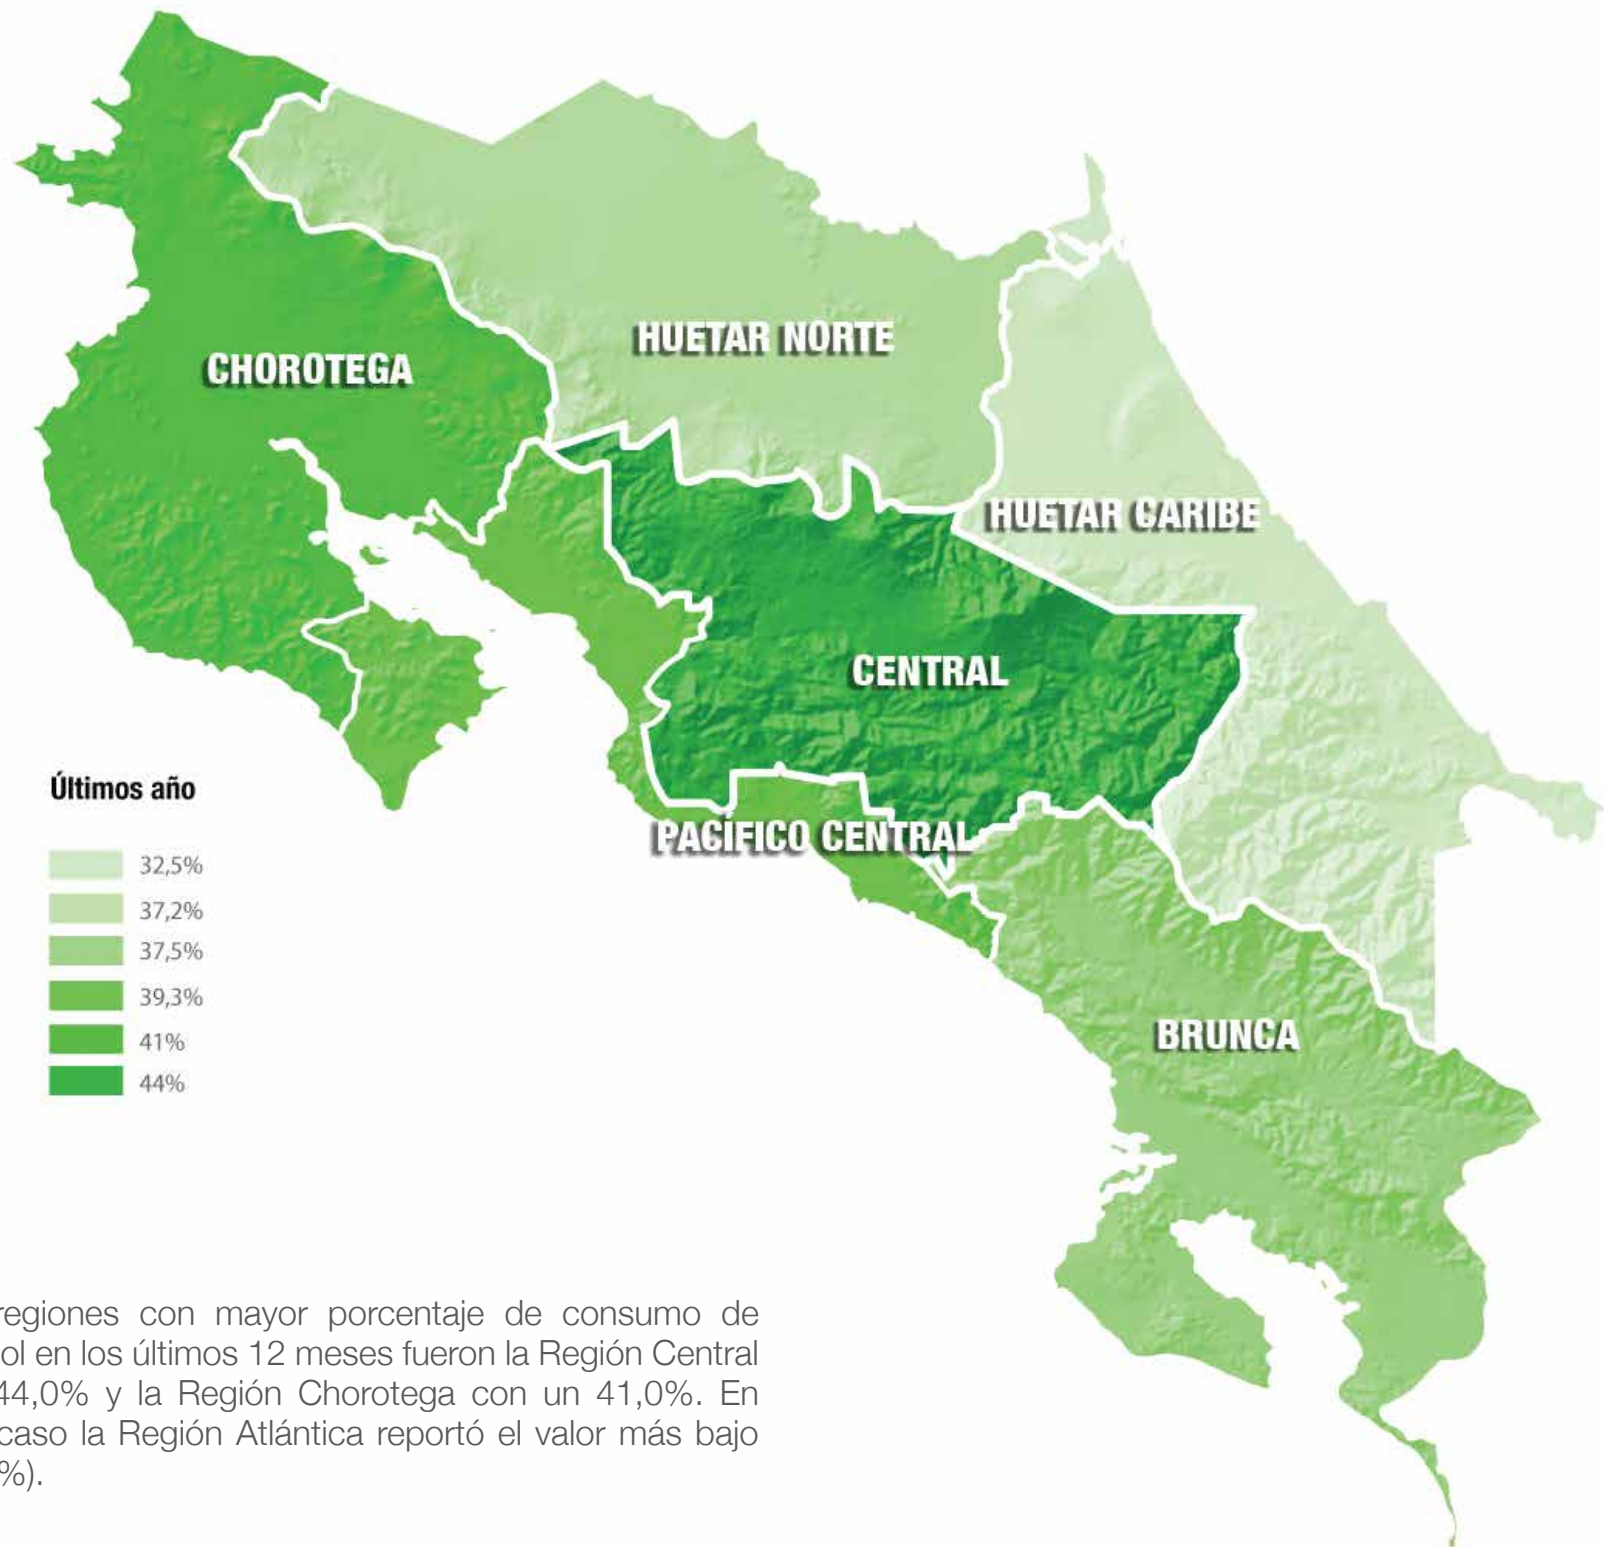 HUETAR NORTE
CHOROTEGA
HUETAR CARIBE
CENTRAL
PACÍFICO CENTRAL
BRUNCA
Últimos año
32,5%
37,2%
37,5%
39,3%
41%
44%
regiones con mayor porcentaje de consumo de
ol en los últimos 12 meses fueron la Región Central
44,0% y la Región Chorotega con un 41,0%. En
caso la Región Atlántica reportó el valor más bajo
%).